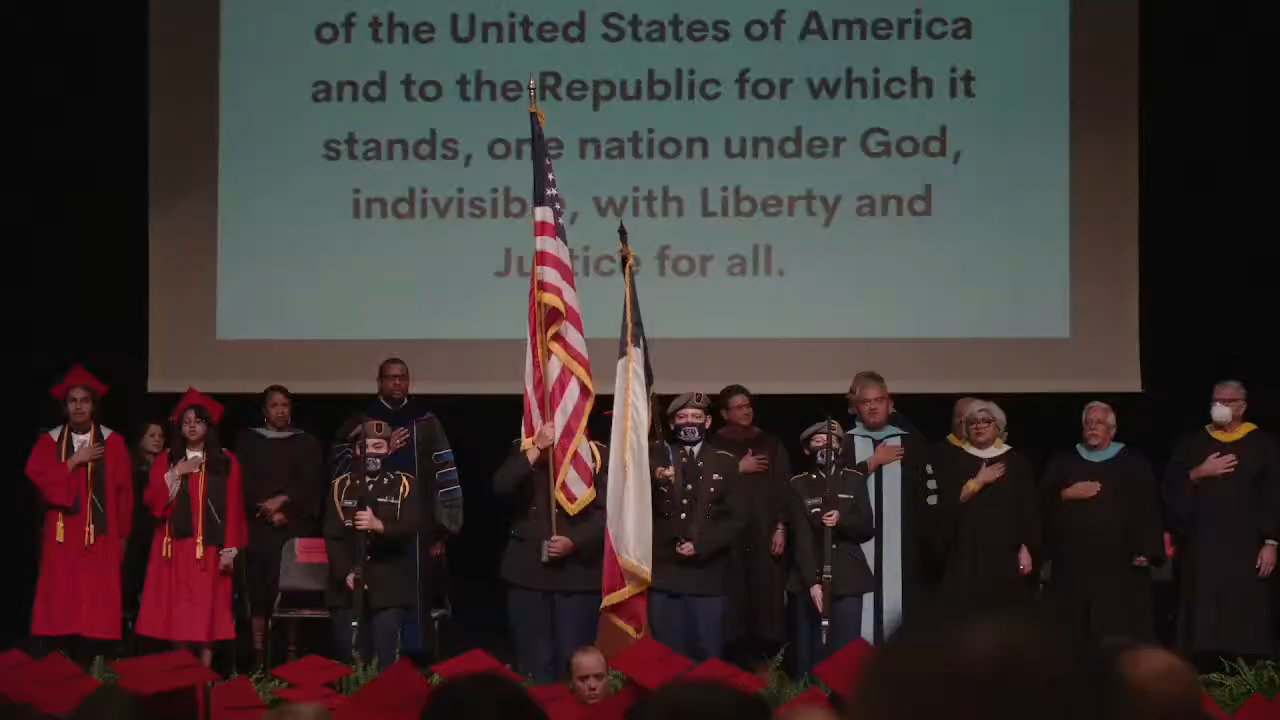 of the United States of America
and to the Republic for which it
stands, one nation under God,
indivisible, with Liberty and
Justice for all.